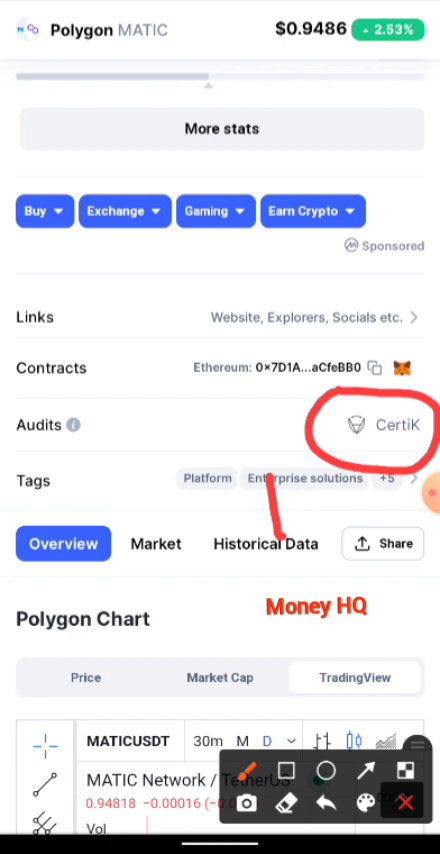 Polygon MATIC $0.9486 2.53%
More stats
Buy Exchange Gaming Earn Crypto
Sponsored
Links Website, Explorers, Socials etc.
Contracts Ethereum: 0x7D1A...aCfeBB0
Audits CertiK
Tags Platform Enterprise solutions +5
Overview Market Historical Data Share
Money HQ
Polygon Chart
Price Market Cap TradingView
MATICUSDT 30m M D
MATIC Network / TetherUS
0.94818 −0.00016
Vol